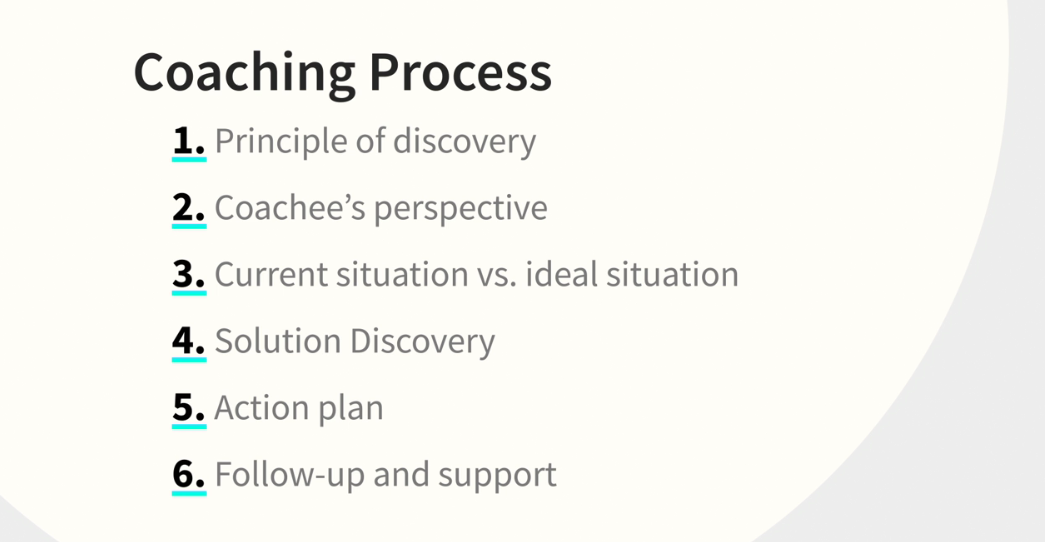 Coaching Process
1. Principle of discovery
2. Coachee’s perspective
3. Current situation vs. ideal situation
4. Solution Discovery
5. Action plan
6. Follow-up and support